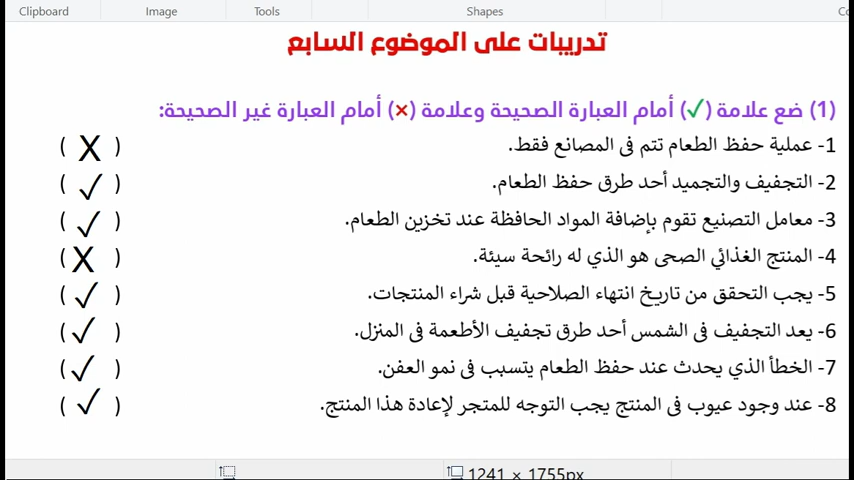 Clipboard Image Tools Shapes
تدريبات على الموضوع السابع
(1) ضع علامة (✓) أمام العبارة الصحيحة وعلامة (×) أمام العبارة غير الصحيحة:
1- عملية حفظ الطعام تتم فى المصانع فقط. ( X )
2- التجفيف والتجميد أحد طرق حفظ الطعام. ( ✓ )
3- معامل التصنيع تقوم بإضافة المواد الحافظة عند تخزين الطعام. ( ✓ )
4- المنتج الغذائي الصحى هو الذي له رائحة سيئة. ( X )
5- يجب التحقق من تاريخ انتهاء الصلاحية قبل شراء المنتجات. ( ✓ )
6- يعد التجفيف فى الشمس أحد طرق تجفيف الأطعمة فى المنزل. ( ✓ )
7- الخطأ الذي يحدث عند حفظ الطعام يتسبب فى نمو العفن. ( ✓ )
8- عند وجود عيوب فى المنتج يجب التوجه للمتجر لإعادة هذا المنتج. ( ✓ )
1241 × 1755px